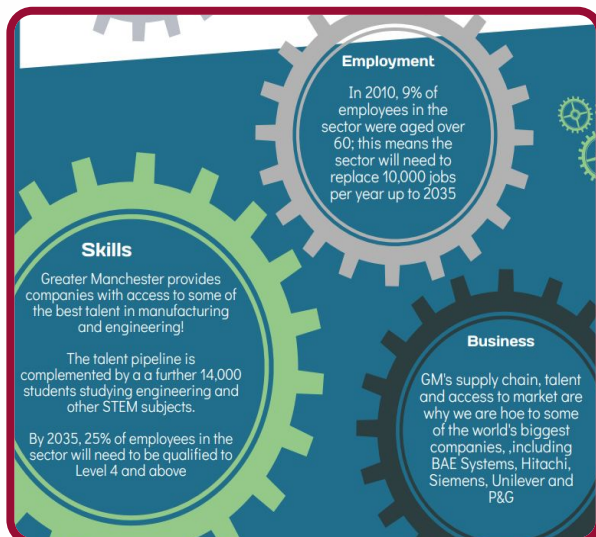 Employment
In 2010, 9% of
employees in the
sector were aged over
60; this means the
sector will need to
replace 10,000 jobs
per year up to 2035
Skills
Greater Manchester provides
companies with access to some of
the best talent in manufacturing
and engineering!
The talent pipeline is
complemented by a a further 14,000
students studying engineering and
other STEM subjects.
By 2035, 25% of employees in the
sector will need to be qualified to
Level 4 and above
Business
GM's supply chain, talent
and access to market are
why we are hoe to some
of the world's biggest
companies, ,including
BAE Systems, Hitachi,
Siemens, Unilever and
P&G